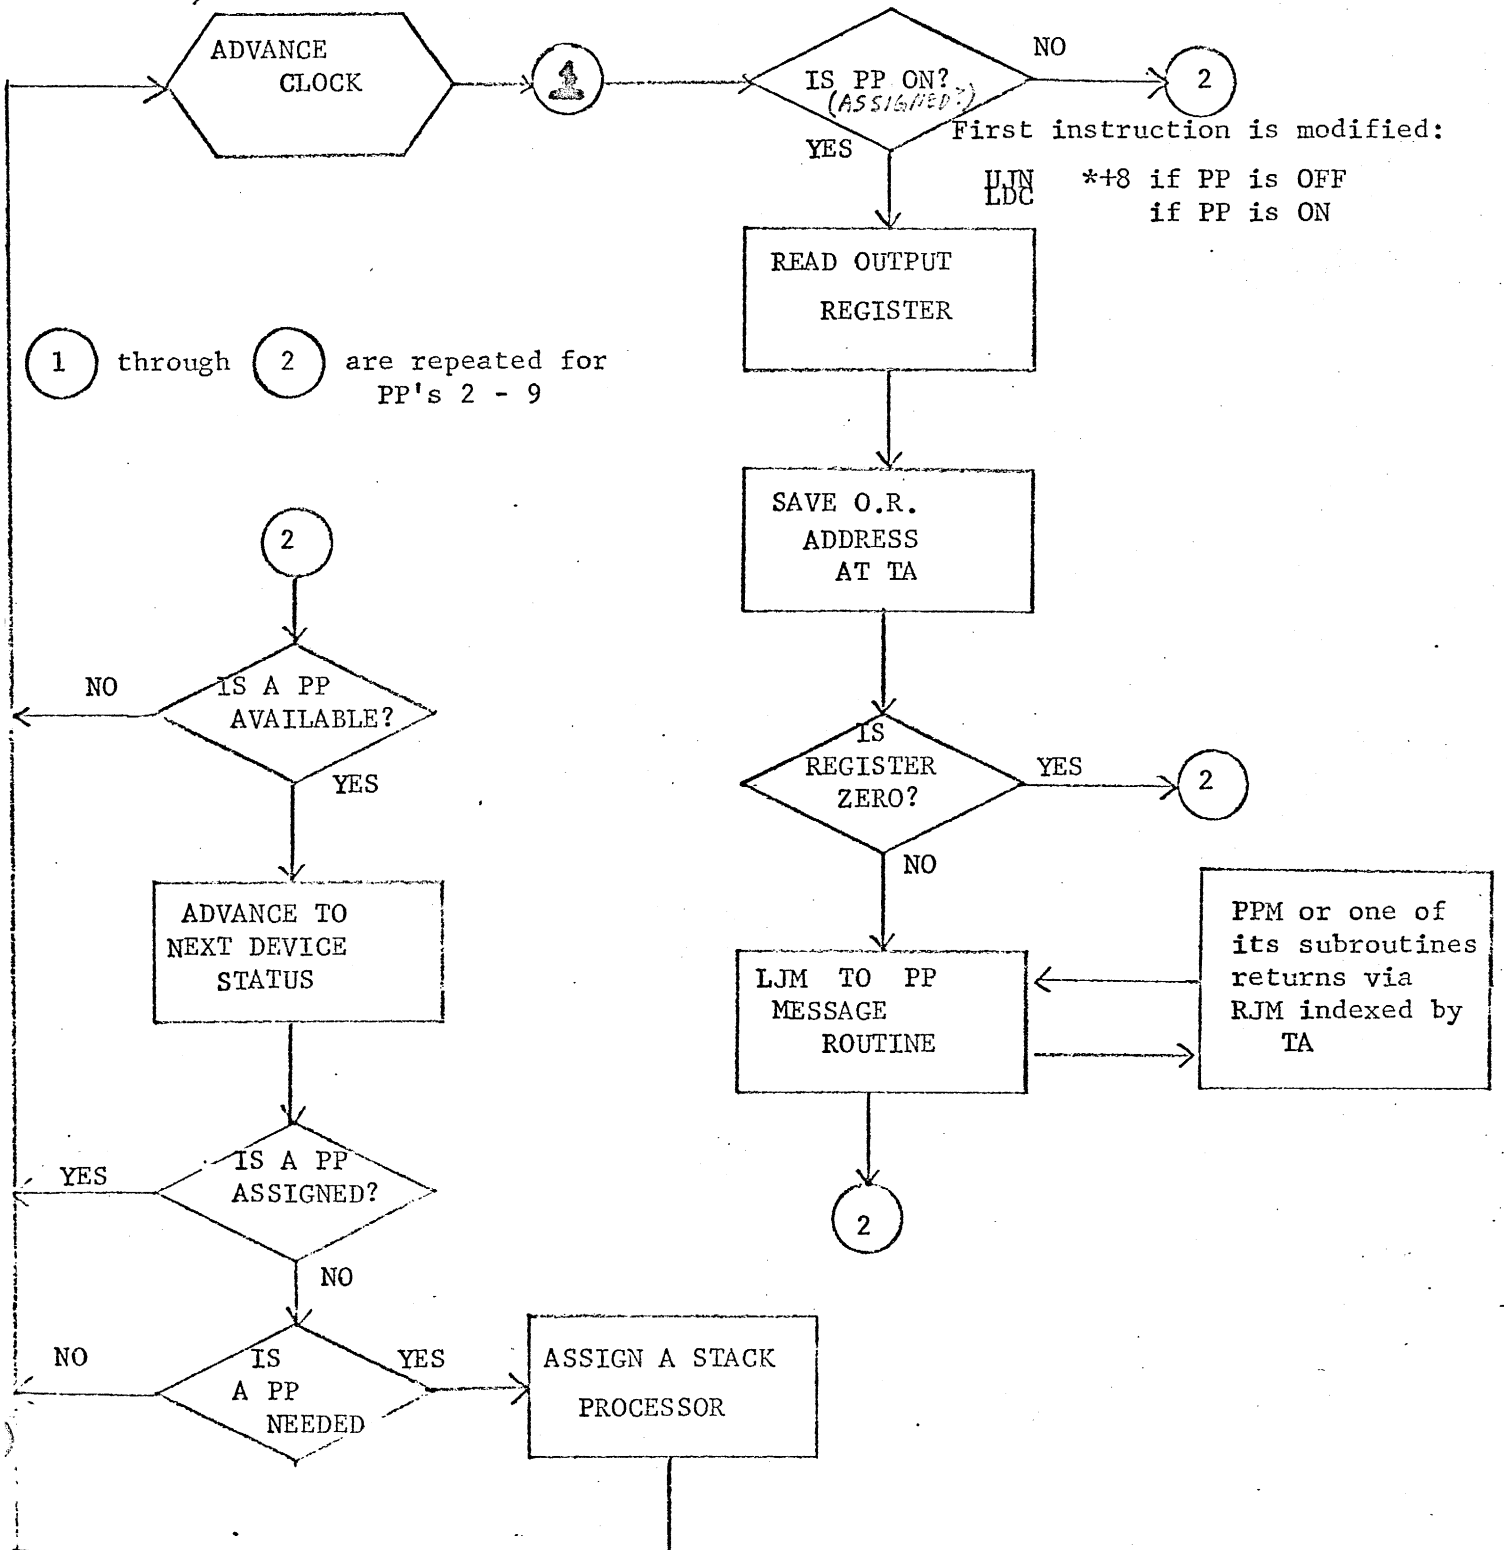 ADVANCE
CLOCK
1
IS PP ON?
(ASSIGNED?)
NO
2
YES
First instruction is modified:
UJN *+8 if PP is OFF
LDC if PP is ON
READ OUTPUT
REGISTER
1 through 2 are repeated for
PP's 2 - 9
SAVE O.R.
ADDRESS
AT TA
IS
REGISTER
ZERO?
YES
2
NO
LJM TO PP
MESSAGE
ROUTINE
PPM or one of
its subroutines
returns via
RJM indexed by
TA
2
2
IS A PP
AVAILABLE?
NO
YES
ADVANCE TO
NEXT DEVICE
STATUS
IS A PP
ASSIGNED?
YES
NO
IS
A PP
NEEDED
NO
YES
ASSIGN A STACK
PROCESSOR